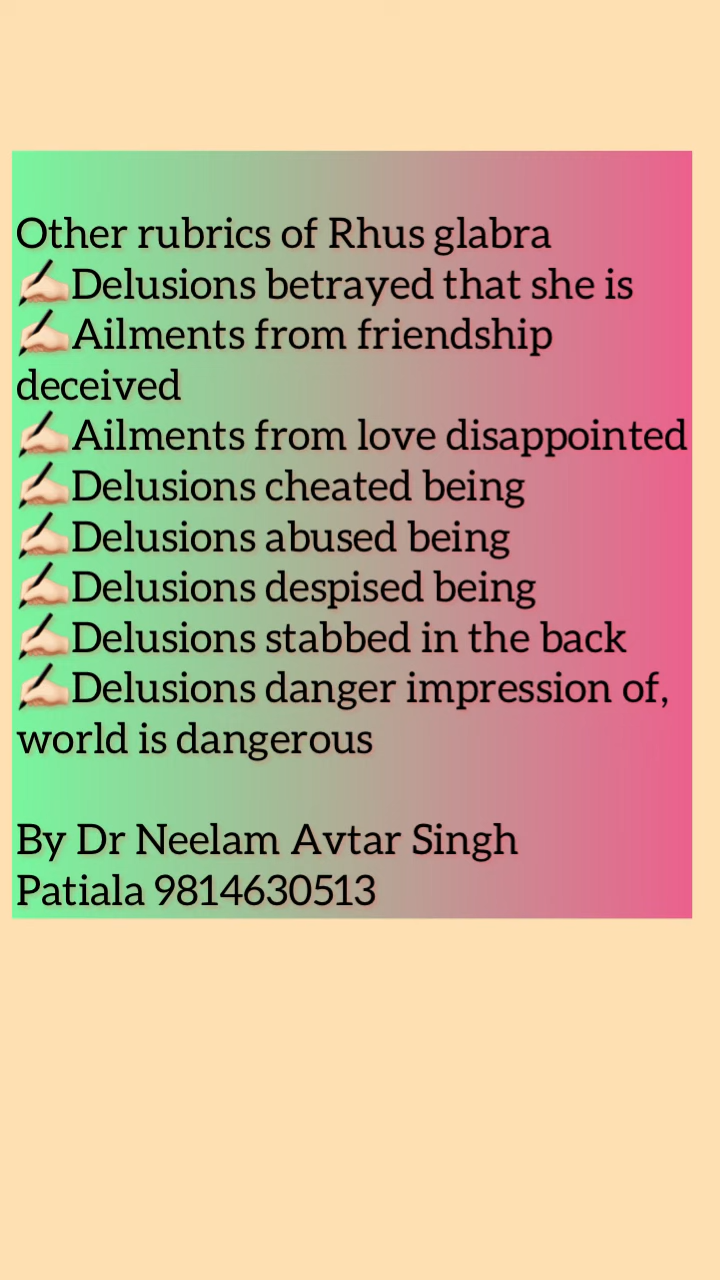 Other rubrics of Rhus glabra
✍🏻Delusions betrayed that she is
✍🏻Ailments from friendship
deceived
✍🏻Ailments from love disappointed
✍🏻Delusions cheated being
✍🏻Delusions abused being
✍🏻Delusions despised being
✍🏻Delusions stabbed in the back
✍🏻Delusions danger impression of,
world is dangerous
By Dr Neelam Avtar Singh
Patiala 9814630513